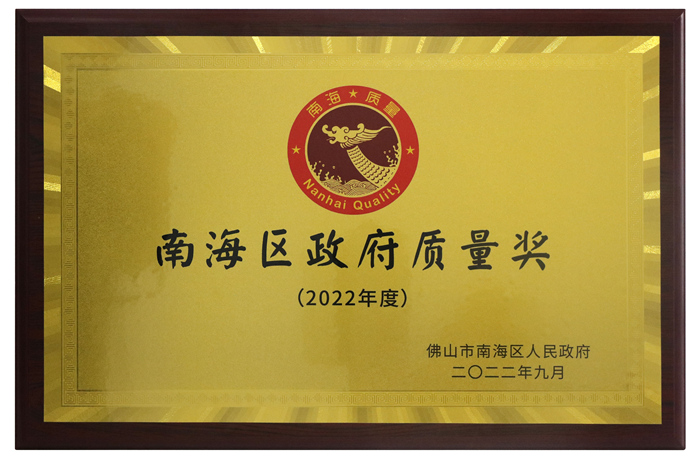 南海★质量
Nanhai Quality
南海区政府质量奖
（2022年度）
佛山市南海区人民政府
二〇二二年九月